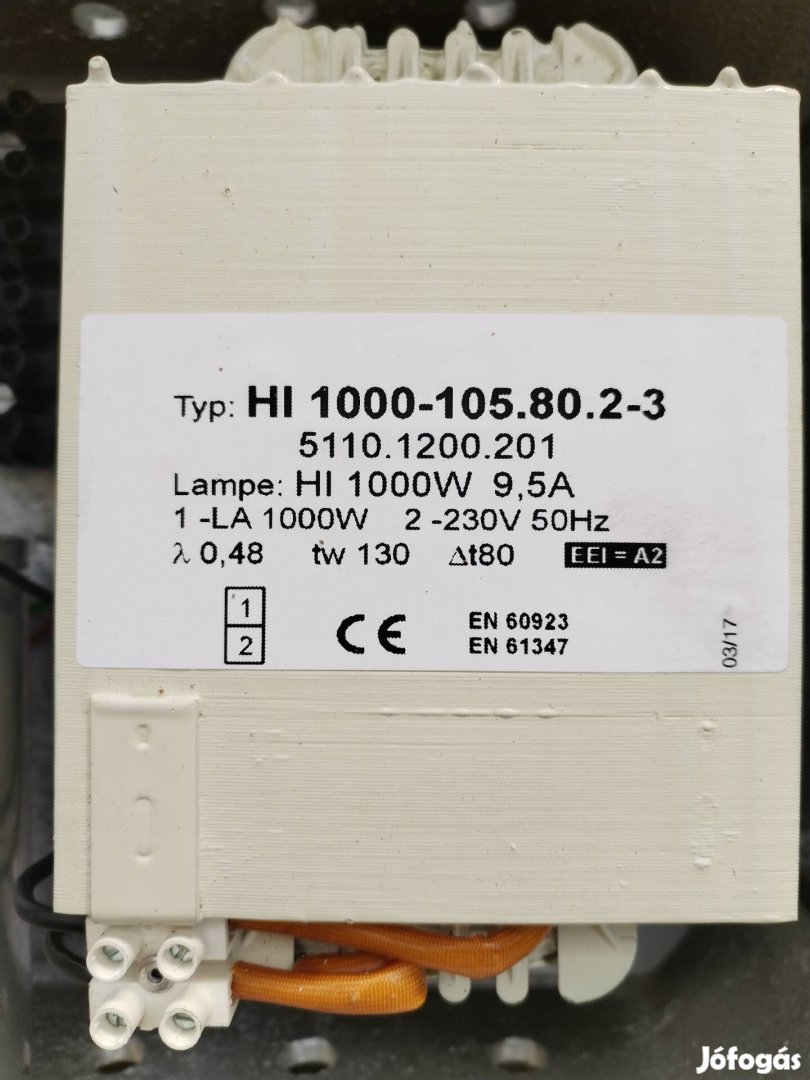 Typ: HI 1000-105.80.2-3
5110.1200.201
Lampe: HI 1000W 9,5A
1 -LA 1000W 2 -230V 50Hz
λ 0,48 tw 130 Δt80 EEI = A2
1
2
CE
EN 60923
EN 61347
03/17
Jófogás